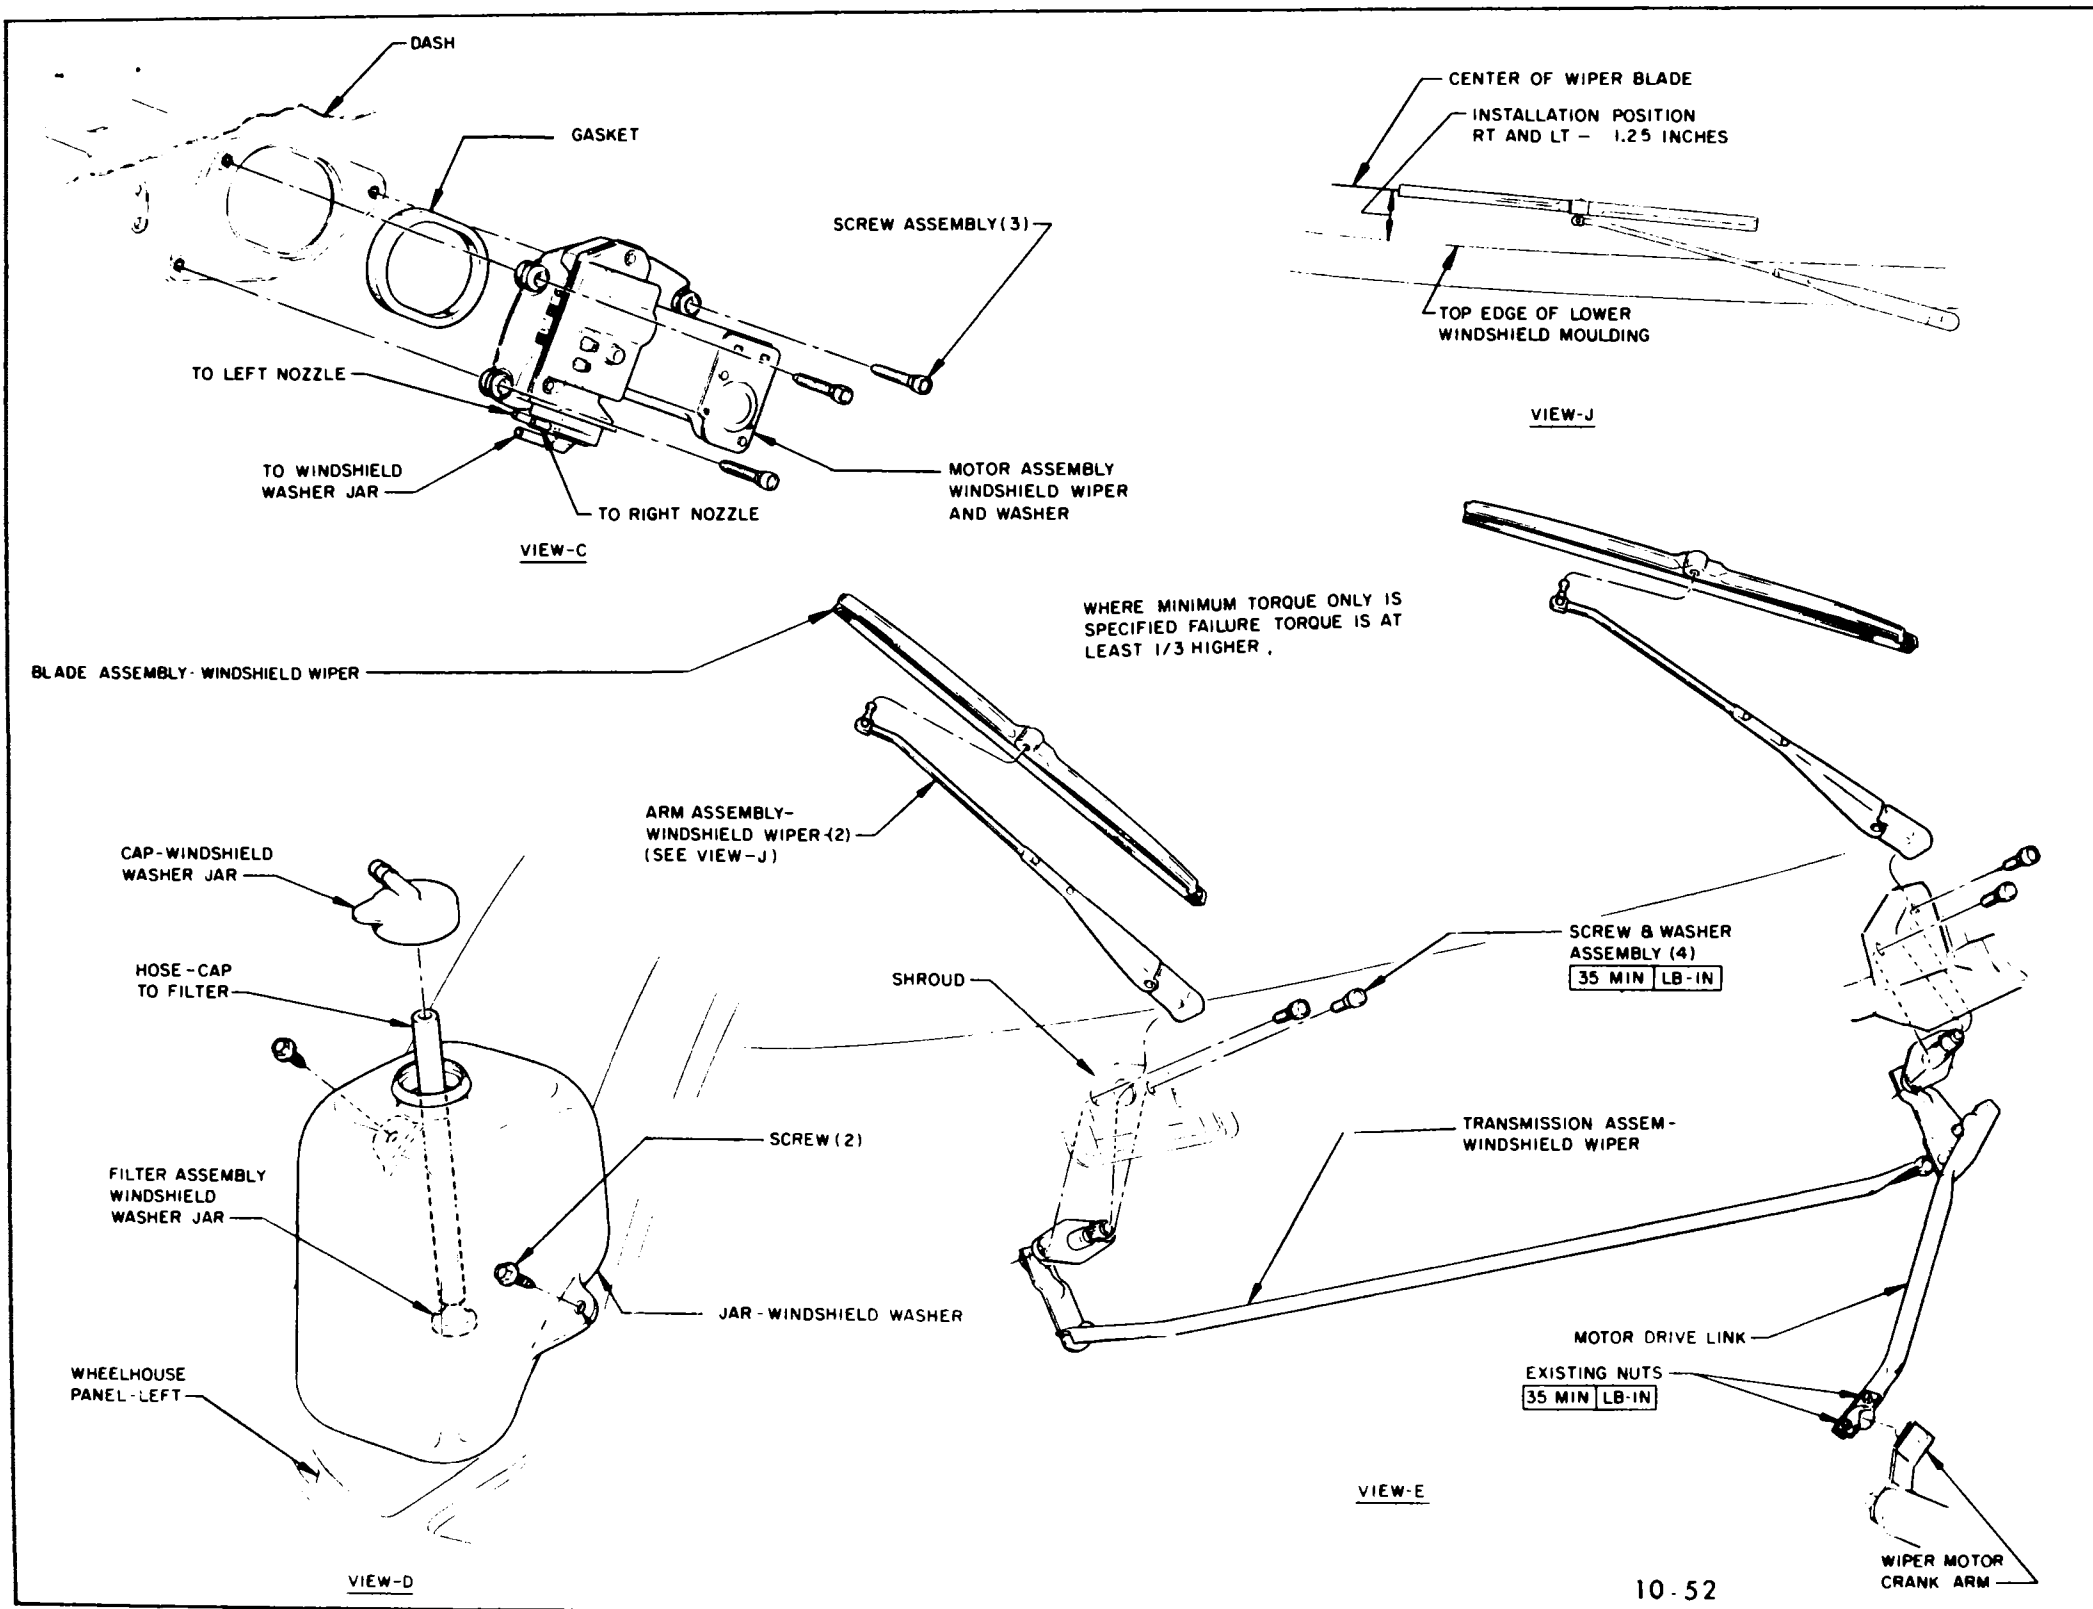 DASH
GASKET
SCREW ASSEMBLY (3)
TO LEFT NOZZLE
TO WINDSHIELD
WASHER JAR
TO RIGHT NOZZLE
MOTOR ASSEMBLY
WINDSHIELD WIPER
AND WASHER
VIEW-C
CENTER OF WIPER BLADE
INSTALLATION POSITION
RT AND LT - 1.25 INCHES
TOP EDGE OF LOWER
WINDSHIELD MOULDING
VIEW-J
BLADE ASSEMBLY-WINDSHIELD WIPER
WHERE MINIMUM TORQUE ONLY IS
SPECIFIED FAILURE TORQUE IS AT
LEAST 1/3 HIGHER.
ARM ASSEMBLY-
WINDSHIELD WIPER-(2)
(SEE VIEW-J)
CAP-WINDSHIELD
WASHER JAR
HOSE-CAP
TO FILTER
SCREW (2)
FILTER ASSEMBLY
WINDSHIELD
WASHER JAR
JAR-WINDSHIELD WASHER
WHEELHOUSE
PANEL-LEFT
VIEW-D
SHROUD
SCREW & WASHER
ASSEMBLY (4)
35 MIN LB-IN
TRANSMISSION ASSEM-
WINDSHIELD WIPER
MOTOR DRIVE LINK
EXISTING NUTS
35 MIN LB-IN
VIEW-E
WIPER MOTOR
CRANK ARM
10-52